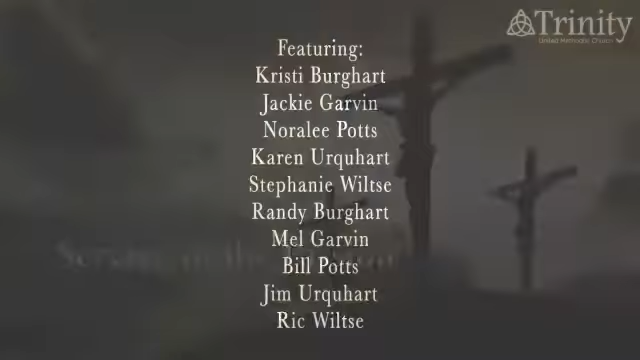 Trinity
United Methodist Church
Featuring:
Kristi Burghart
Jackie Garvin
Noralee Potts
Karen Urquhart
Stephanie Wiltse
Randy Burghart
Mel Garvin
Bill Potts
Jim Urquhart
Ric Wiltse